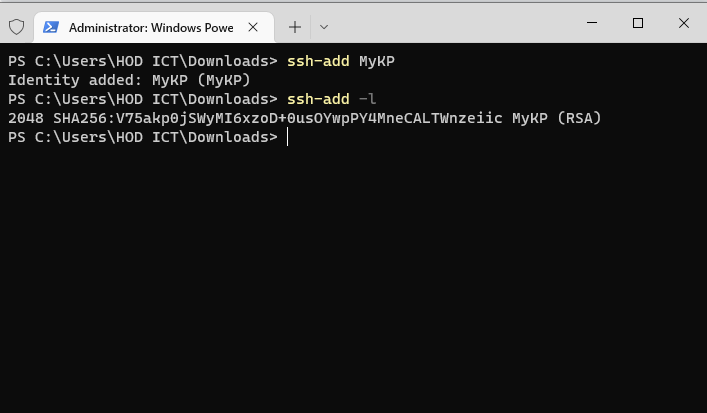 Administrator: Windows Powe
PS C:\Users\HOD ICT\Downloads> ssh-add MyKP
Identity added: MyKP (MyKP)
PS C:\Users\HOD ICT\Downloads> ssh-add -l
2048 SHA256:V75akp0jSWyMI6xzoD+0usOYwpPY4MneCALTWnzeiic MyKP (RSA)
PS C:\Users\HOD ICT\Downloads>